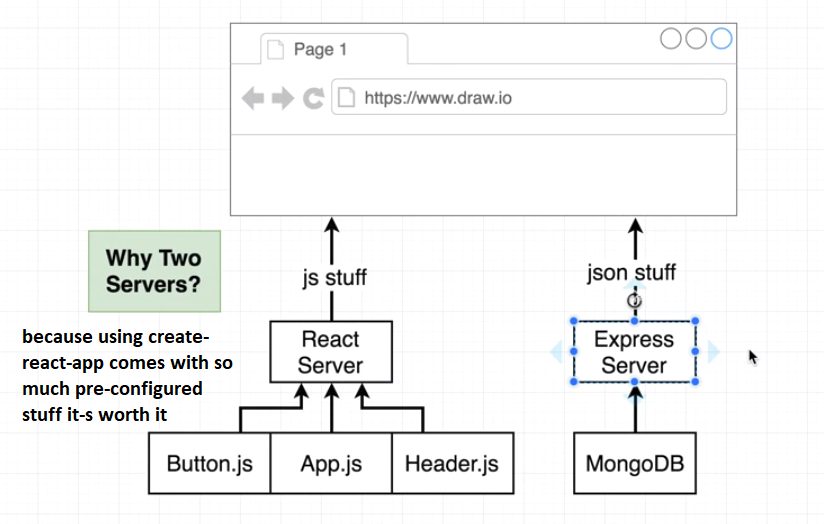 Page 1
https://www.draw.io
Why Two
Servers?
js stuff
json stuff
because using create-
react-app comes with so
much pre-configured
stuff it-s worth it
React
Server
Express
Server
Button.js
App.js
Header.js
MongoDB